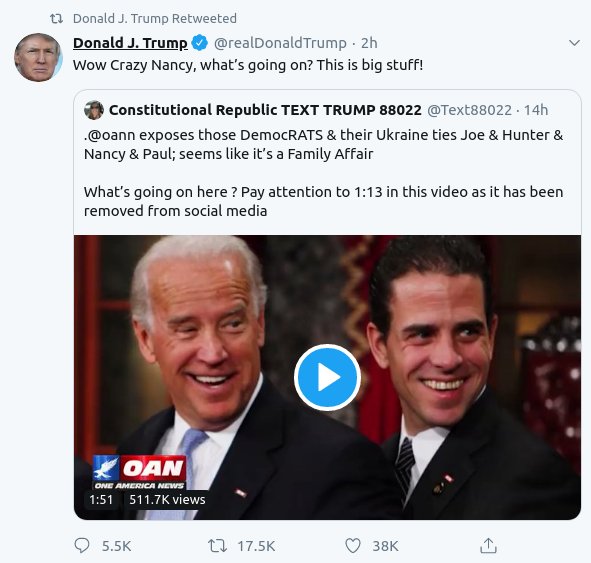 Donald J. Trump Retweeted
Donald J. Trump @realDonaldTrump · 2h
Wow Crazy Nancy, what's going on? This is big stuff!
Constitutional Republic TEXT TRUMP 88022 @Text88022 · 14h
.@oann exposes those DemocRATS & their Ukraine ties Joe & Hunter &
Nancy & Paul; seems like it's a Family Affair
What's going on here ? Pay attention to 1:13 in this video as it has been
removed from social media
OAN
ONE AMERICA NEWS
1:51 511.7K views
5.5K 17.5K 38K